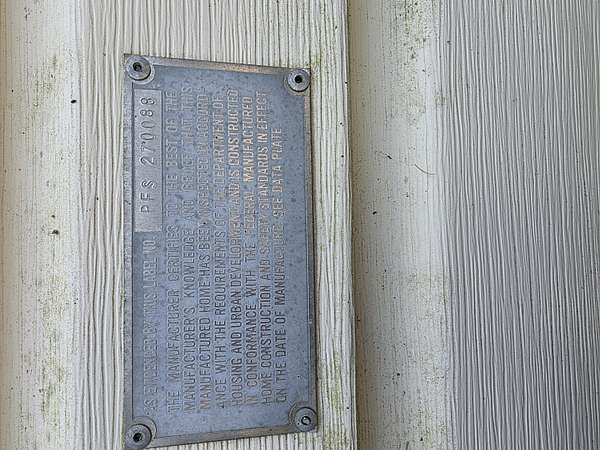 AS EVIDENCED BY THIS LABEL NO. PFS 270088
THE MANUFACTURER CERTIFIES TO THE BEST OF THE
MANUFACTURER'S KNOWLEDGE AND BELIEF THAT THIS
MANUFACTURED HOME HAS BEEN INSPECTED IN ACCORD-
ANCE WITH THE REQUIREMENTS OF THE DEPARTMENT OF
HOUSING AND URBAN DEVELOPMENT AND IS CONSTRUCTED
IN CONFORMANCE WITH THE FEDERAL MANUFACTURED
HOME CONSTRUCTION AND SAFETY STANDARDS IN EFFECT
ON THE DATE OF MANUFACTURE. SEE DATA PLATE